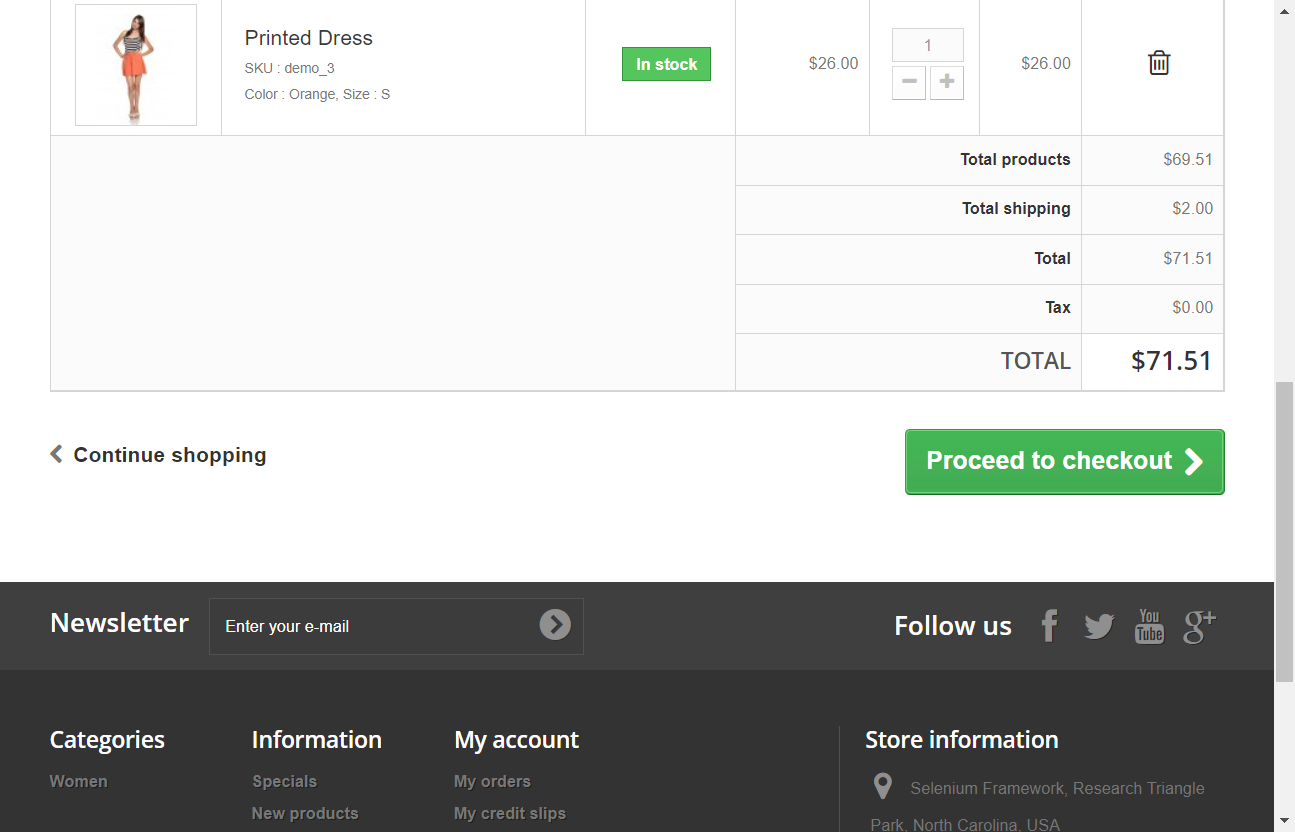 Printed Dress
SKU : demo_3
Color : Orange, Size : S
In stock
$26.00
1
$26.00
Total products $69.51
Total shipping $2.00
Total $71.51
Tax $0.00
TOTAL $71.51
Continue shopping
Proceed to checkout
Newsletter
Enter your e-mail
Follow us
You
Tube
g+
Categories
Women
Information
Specials
New products
My account
My orders
My credit slips
Store information
Selenium Framework, Research Triangle
Park, North Carolina, USA